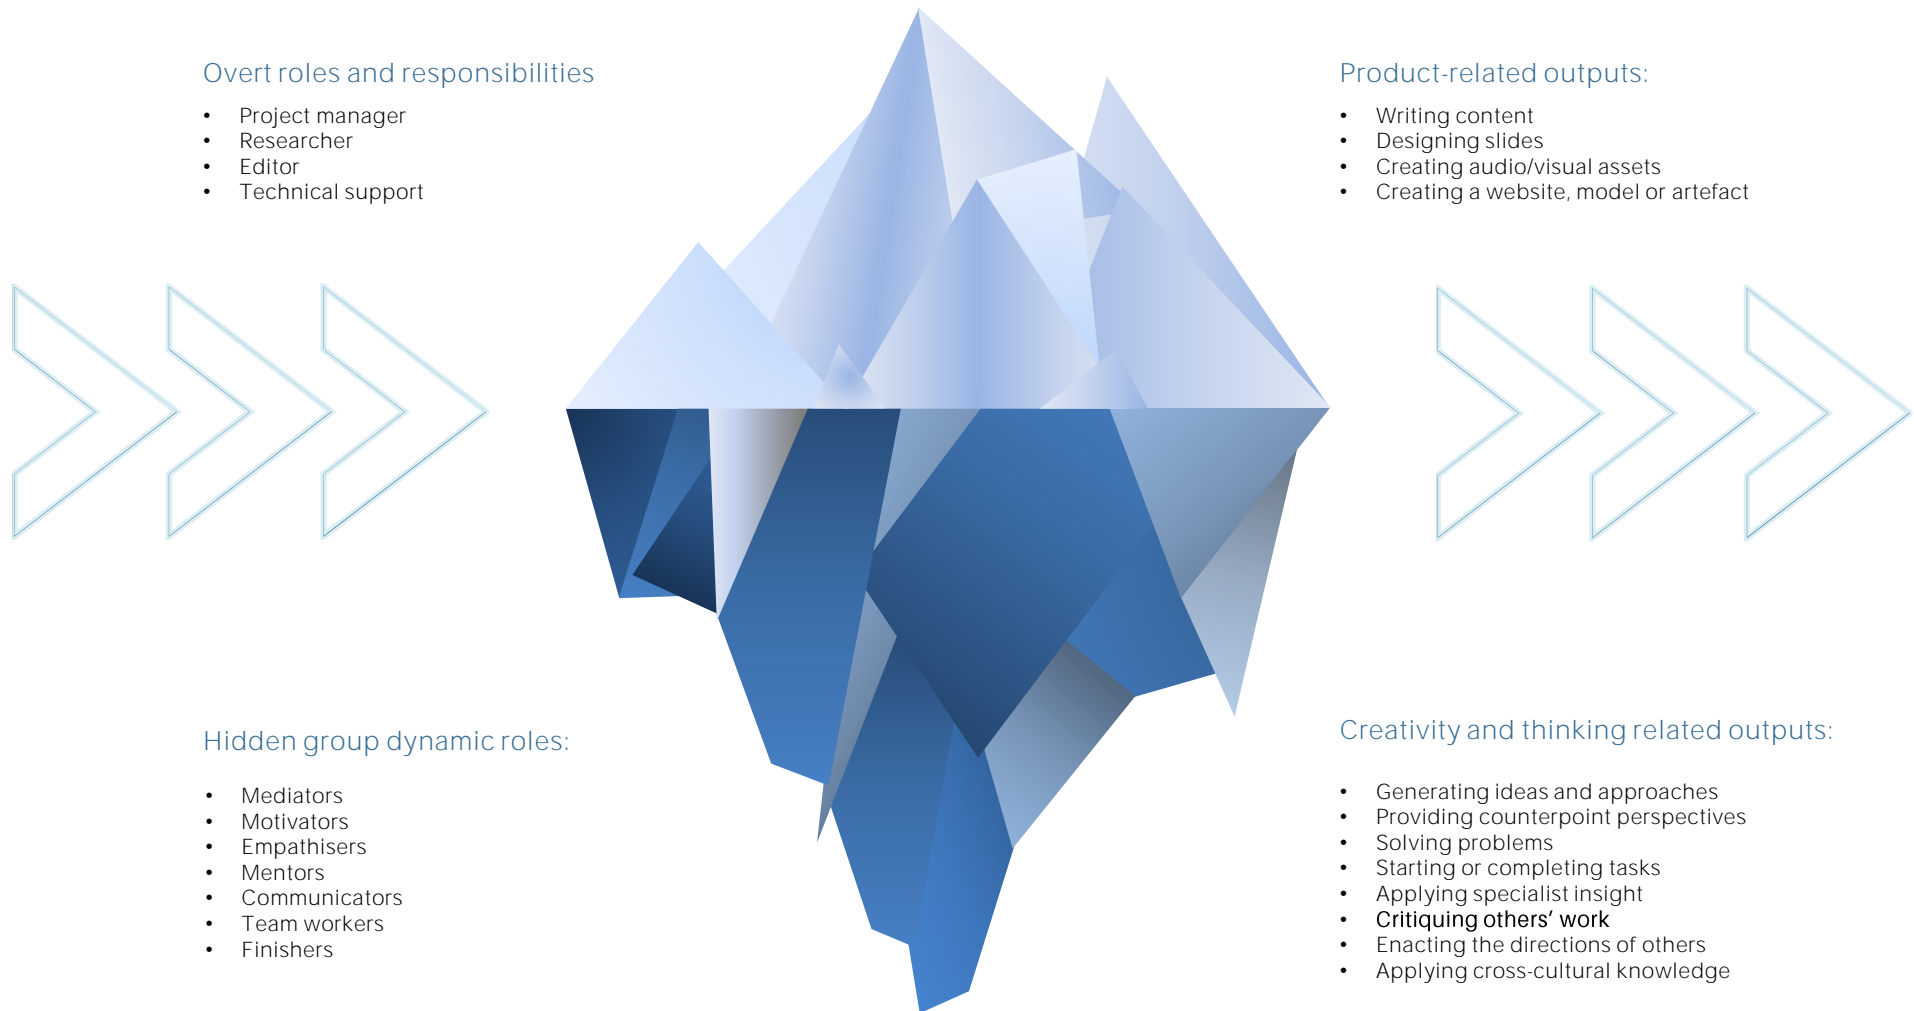 Overt roles and responsibilities
• Project manager
• Researcher
• Editor
• Technical support
Product-related outputs:
• Writing content
• Designing slides
• Creating audio/visual assets
• Creating a website, model or artefact
Hidden group dynamic roles:
• Mediators
• Motivators
• Empathisers
• Mentors
• Communicators
• Team workers
• Finishers
Creativity and thinking related outputs:
• Generating ideas and approaches
• Providing counterpoint perspectives
• Solving problems
• Starting or completing tasks
• Applying specialist insight
• Critiquing others’ work
• Enacting the directions of others
• Applying cross-cultural knowledge